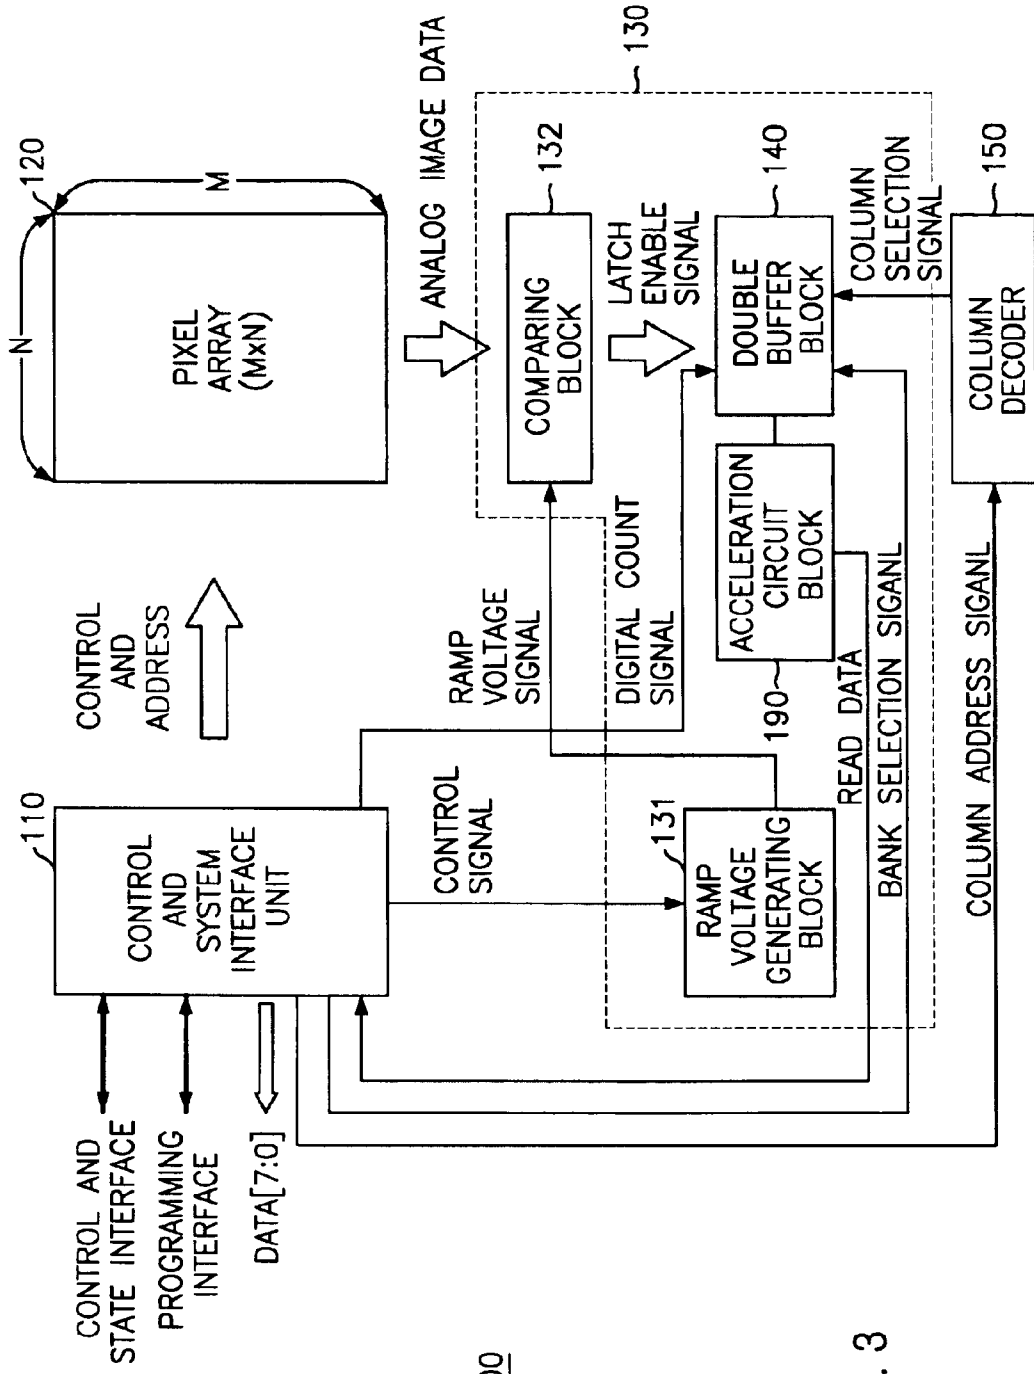 CONTROL AND
STATE INTERFACE
PROGRAMMING
INTERFACE
DATA[7:0]
110
CONTROL
AND
SYSTEM
INTERFACE
UNIT
CONTROL
AND
ADDRESS
N
120
PIXEL
ARRAY
(MxN)
M
ANALOG IMAGE DATA
CONTROL
SIGNAL
RAMP
VOLTAGE
SIGNAL
130
COMPARING
BLOCK
132
DIGITAL COUNT
SIGNAL
LATCH
ENABLE
SIGNAL
131
RAMP
VOLTAGE
GENERATING
BLOCK
190
ACCELERATION
CIRCUIT
BLOCK
DOUBLE
BUFFER
BLOCK
140
READ DATA
BANK SELECTION SIGANL
COLUMN
SELECTION
SIGNAL
COLUMN ADDRESS SIGANL
COLUMN
DECODER
150
. 3